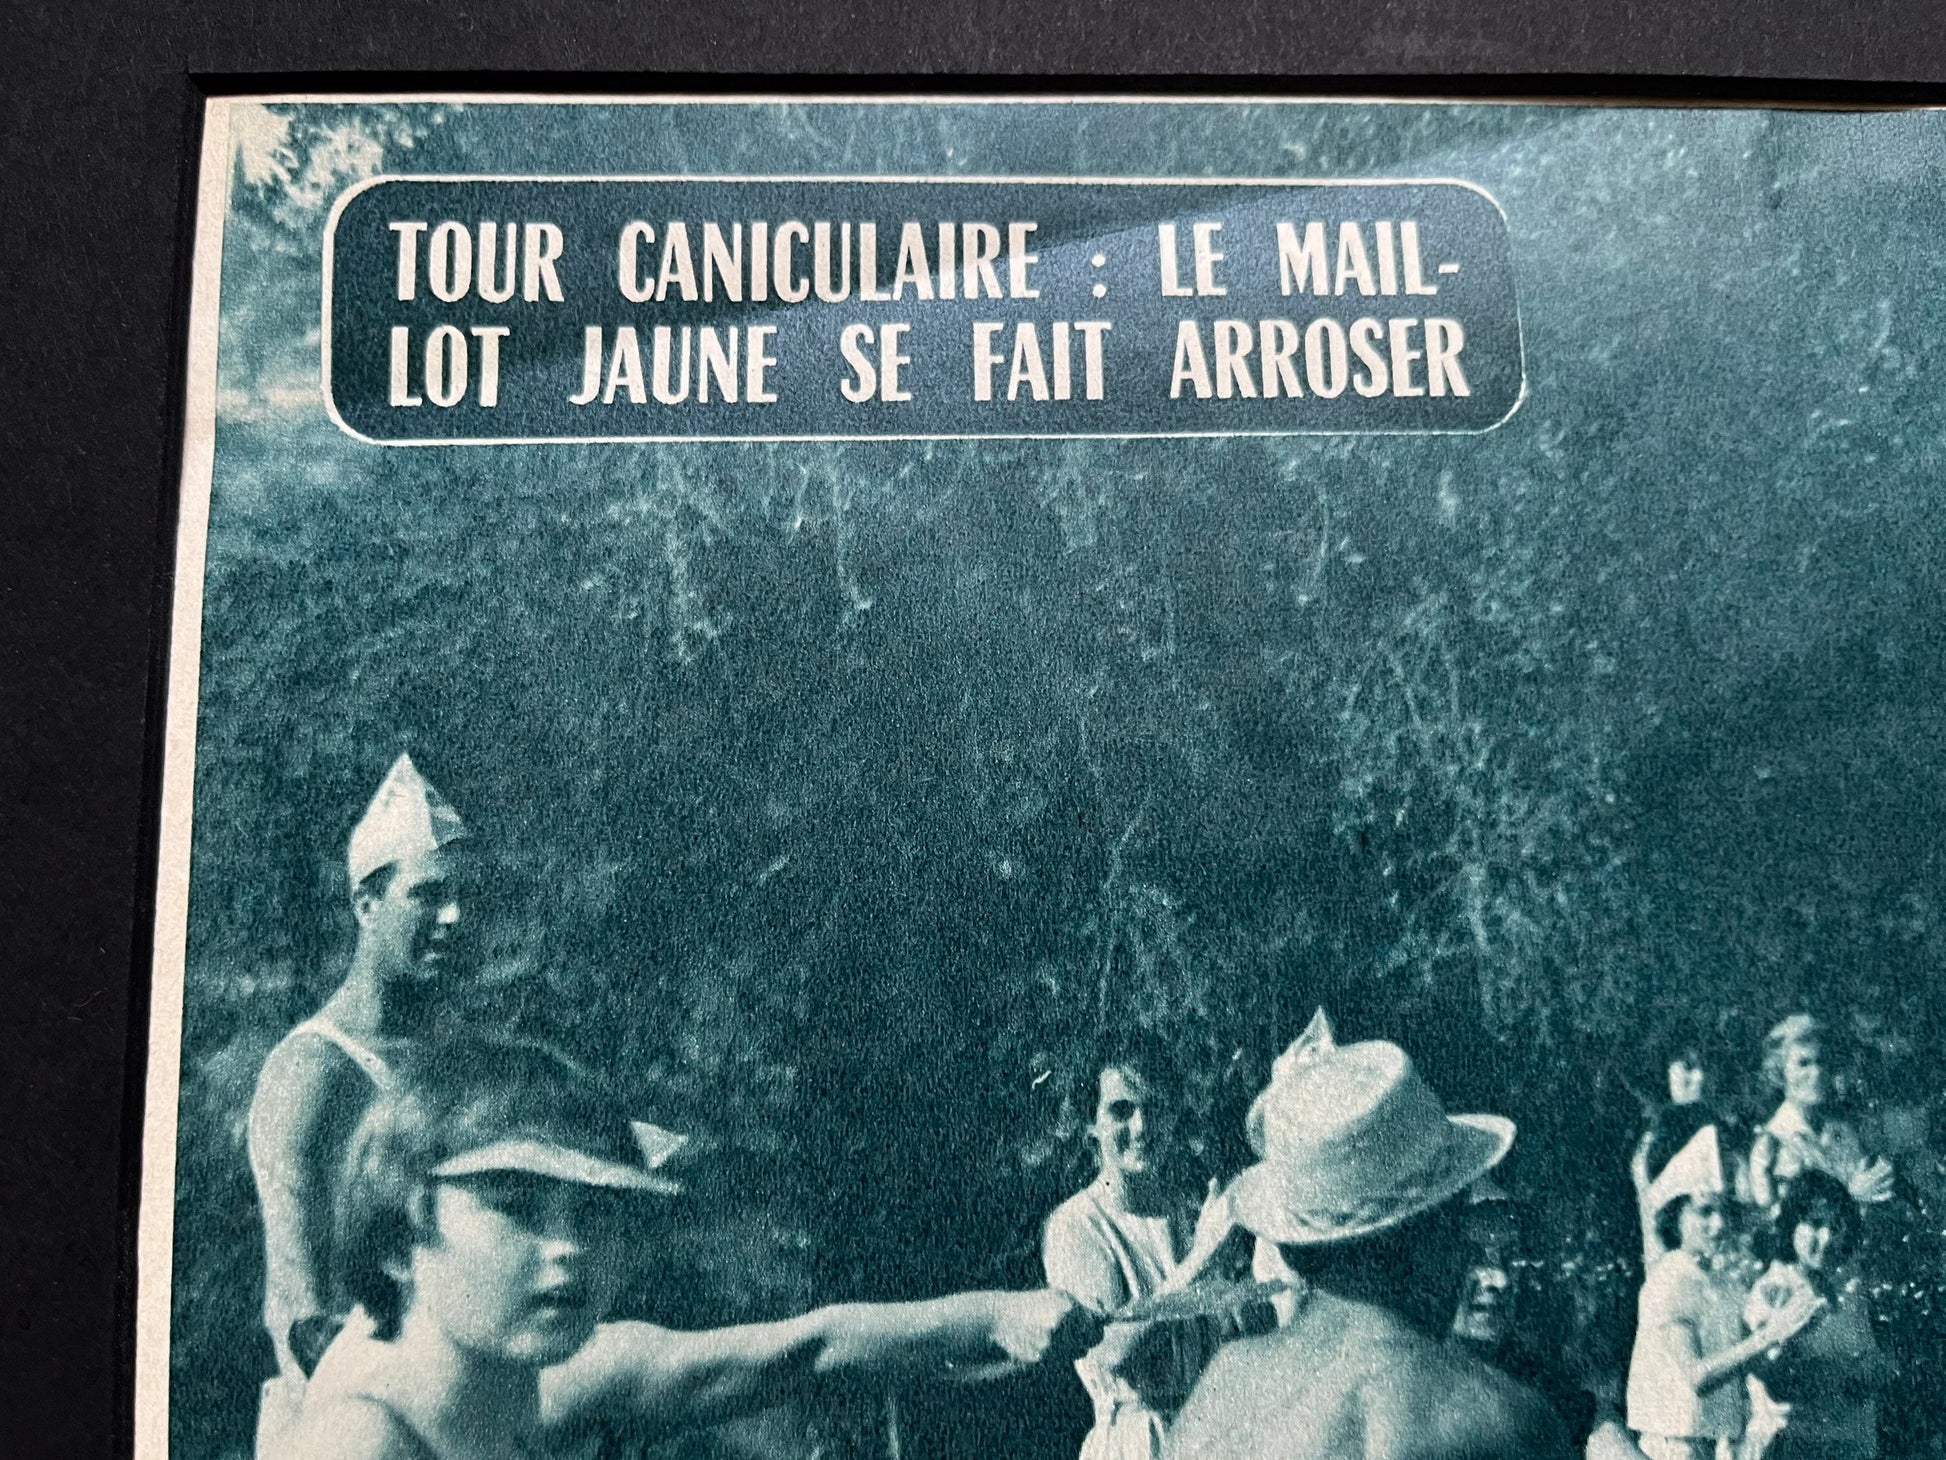 TOUR CANICULAIRE : LE MAIL-
LOT JAUNE SE FAIT ARROSER